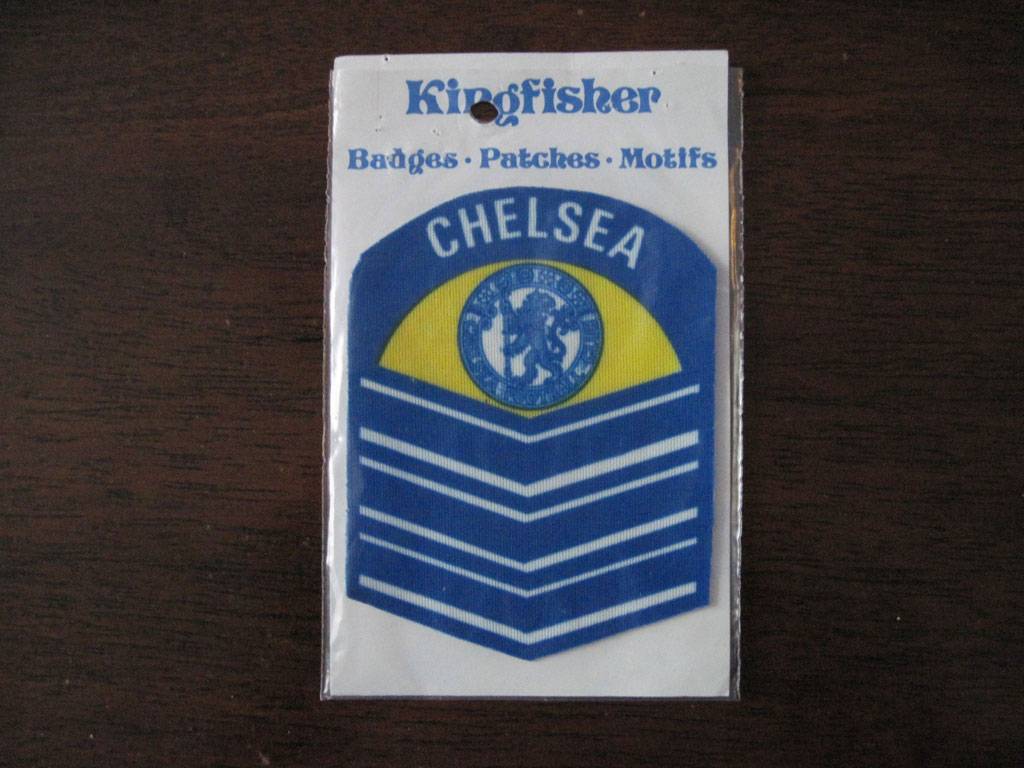 Kingfisher
Badges · Patches · Motifs
CHELSEA